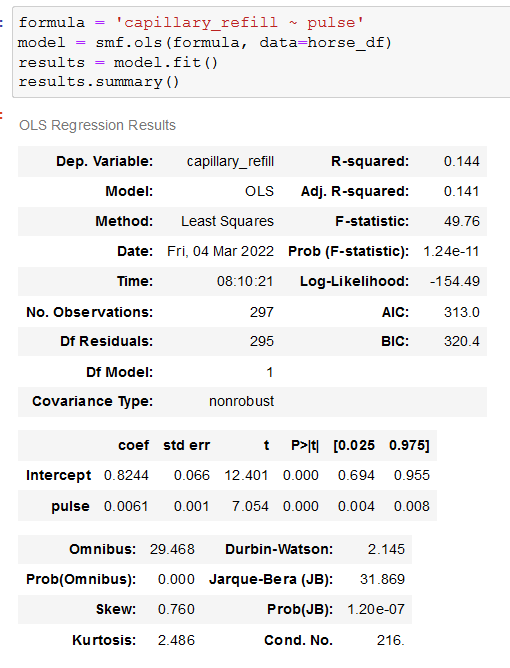 formula = 'capillary_refill ~ pulse'
model = smf.ols(formula, data=horse_df)
results = model.fit()
results.summary()
OLS Regression Results
Dep. Variable: capillary_refill R-squared: 0.144
Model: OLS Adj. R-squared: 0.141
Method: Least Squares F-statistic: 49.76
Date: Fri, 04 Mar 2022 Prob (F-statistic): 1.24e-11
Time: 08:10:21 Log-Likelihood: -154.49
No. Observations: 297 AIC: 313.0
Df Residuals: 295 BIC: 320.4
Df Model: 1
Covariance Type: nonrobust
coef std err t P>|t| [0.025 0.975]
Intercept 0.8244 0.066 12.401 0.000 0.694 0.955
pulse 0.0061 0.001 7.054 0.000 0.004 0.008
Omnibus: 29.468 Durbin-Watson: 2.145
Prob(Omnibus): 0.000 Jarque-Bera (JB): 31.869
Skew: 0.760 Prob(JB): 1.20e-07
Kurtosis: 2.486 Cond. No. 216.